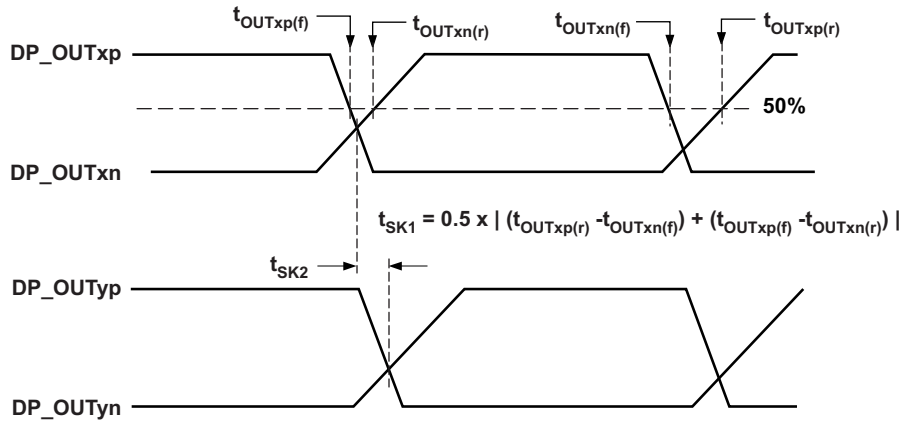 tOUTxp(f) tOUTxn(r) tOUTxn(f) tOUTxp(r)
DP_OUTxp
50%
DP_OUTxn
tSK1 = 0.5 x | (tOUTxp(r) -tOUTxn(f)) + (tOUTxp(f) -tOUTxn(r)) |
tSK2
DP_OUTyp
DP_OUTyn